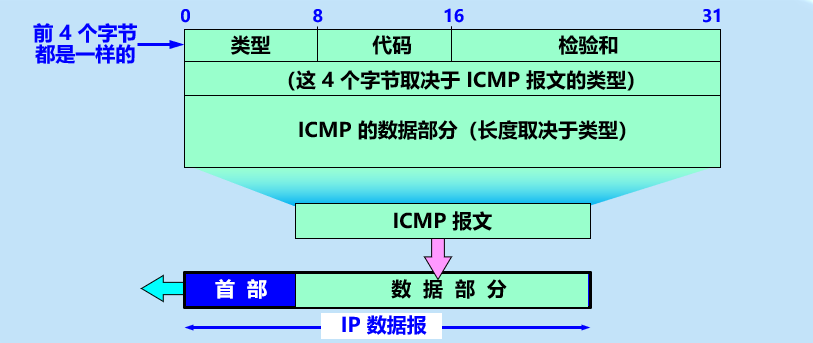 0 8 16 31
前 4 个字节
都是一样的
类型 代码 检验和
（这 4 个字节取决于 ICMP 报文的类型）
ICMP 的数据部分（长度取决于类型）
ICMP 报文
首 部 数 据 部 分
IP 数据报